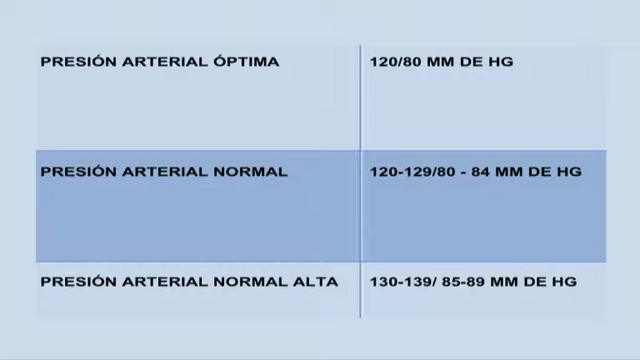 PRESIÓN ARTERIAL ÓPTIMA 120/80 MM DE HG
PRESIÓN ARTERIAL NORMAL 120-129/80 - 84 MM DE HG
PRESIÓN ARTERIAL NORMAL ALTA 130-139/ 85-89 MM DE HG